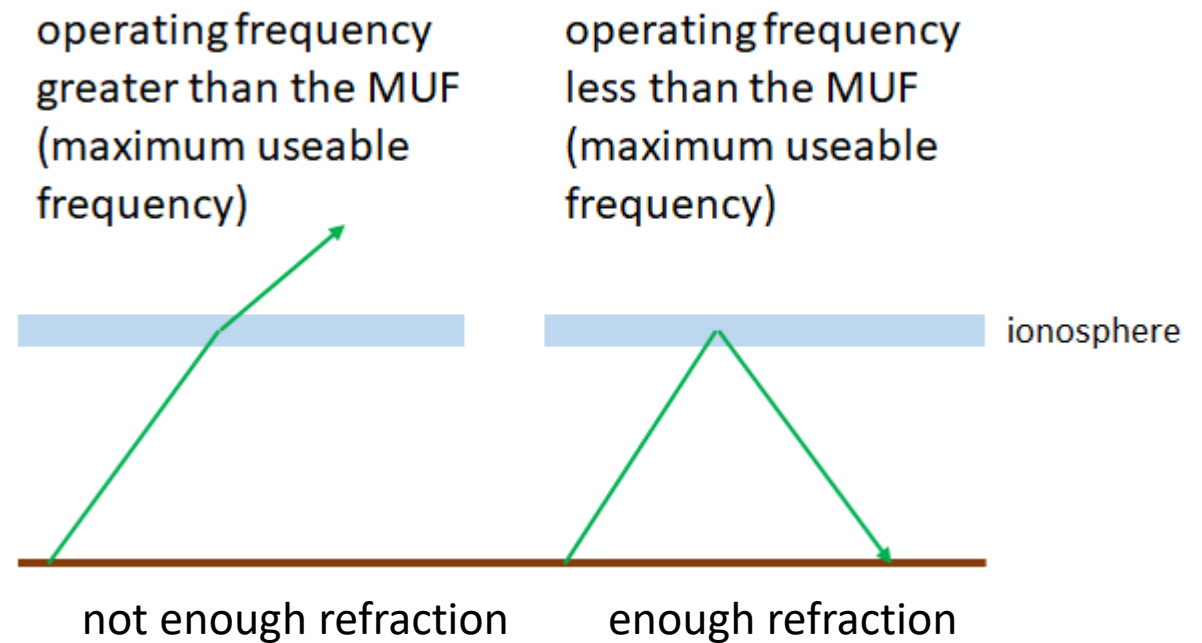 operating frequency
greater than the MUF
(maximum useable
frequency)
operating frequency
less than the MUF
(maximum useable
frequency)
ionosphere
not enough refraction
enough refraction